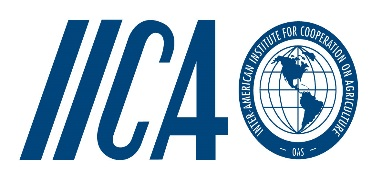 IICA
INTER-AMERICAN INSTITUTE FOR COOPERATION ON AGRICULTURE
— OAS —